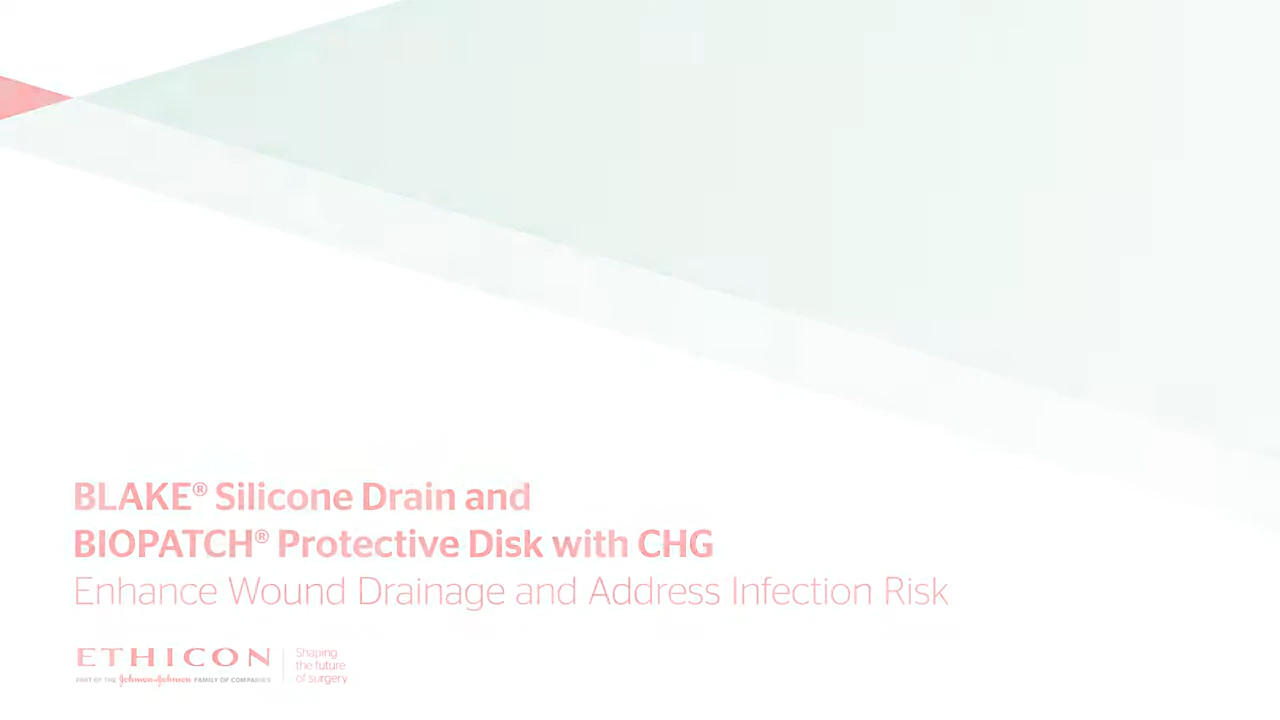 BLAKE® Silicone Drain and
BIOPATCH® Protective Disk with CHG
Enhance Wound Drainage and Address Infection Risk
ETHICON
PART OF THE Johnson & Johnson FAMILY OF COMPANIES
Shaping
the future
of surgery